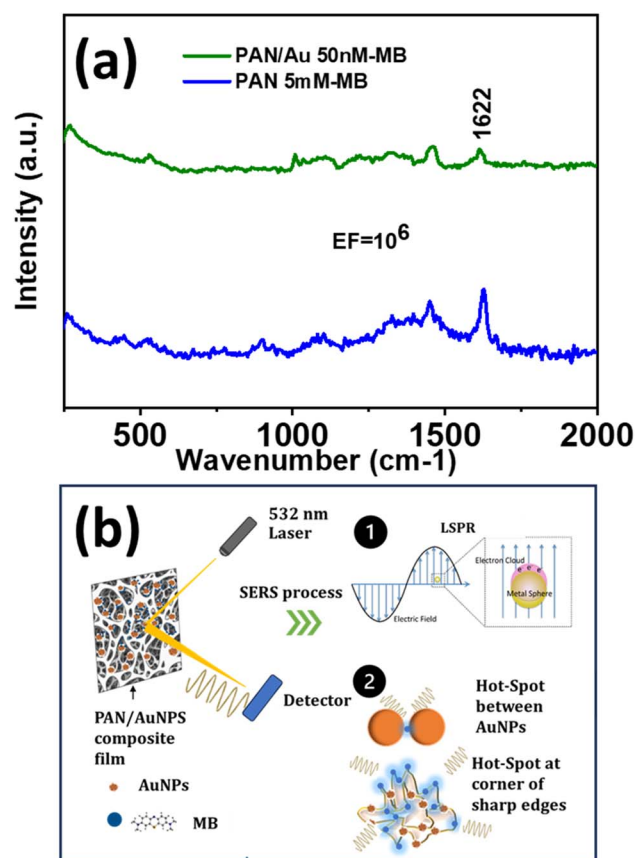 (a)
PAN/Au 50nM-MB
PAN 5mM-MB
1622
EF=10⁶
Intensity (a.u.)
500 1000 1500 2000
Wavenumber (cm-1)
(b)
532 nm
Laser
SERS process
Detector
PAN/AuNPS
composite
film
AuNPs
MB
1
LSPR
Electric Field
Electron Cloud
e e e
Metal Sphere
2
Hot-Spot
between
AuNPs
Hot-Spot at
corner of
sharp edges